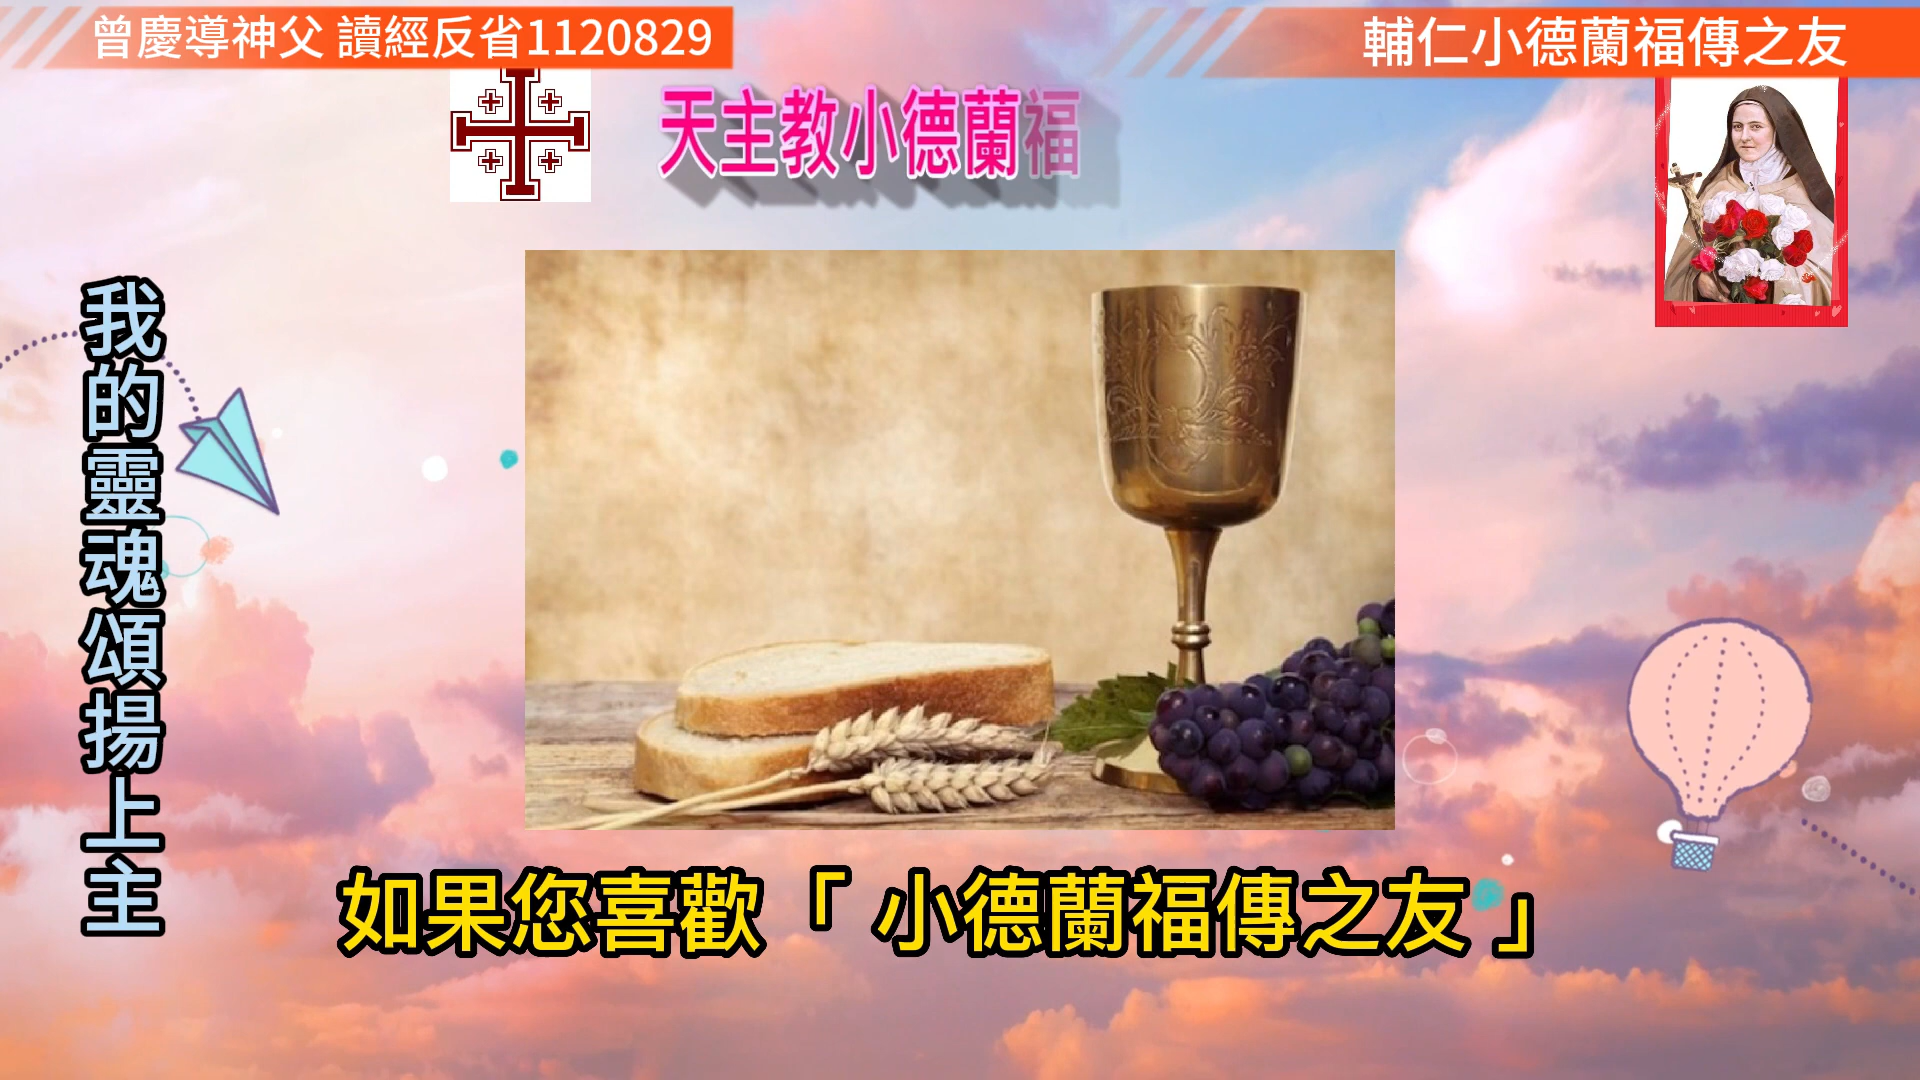 曾慶導神父 讀經反省1120829
輔仁小德蘭福傳之友
天主教小德蘭福
我的靈魂頌揚上主
如果您喜歡「小德蘭福傳之友」